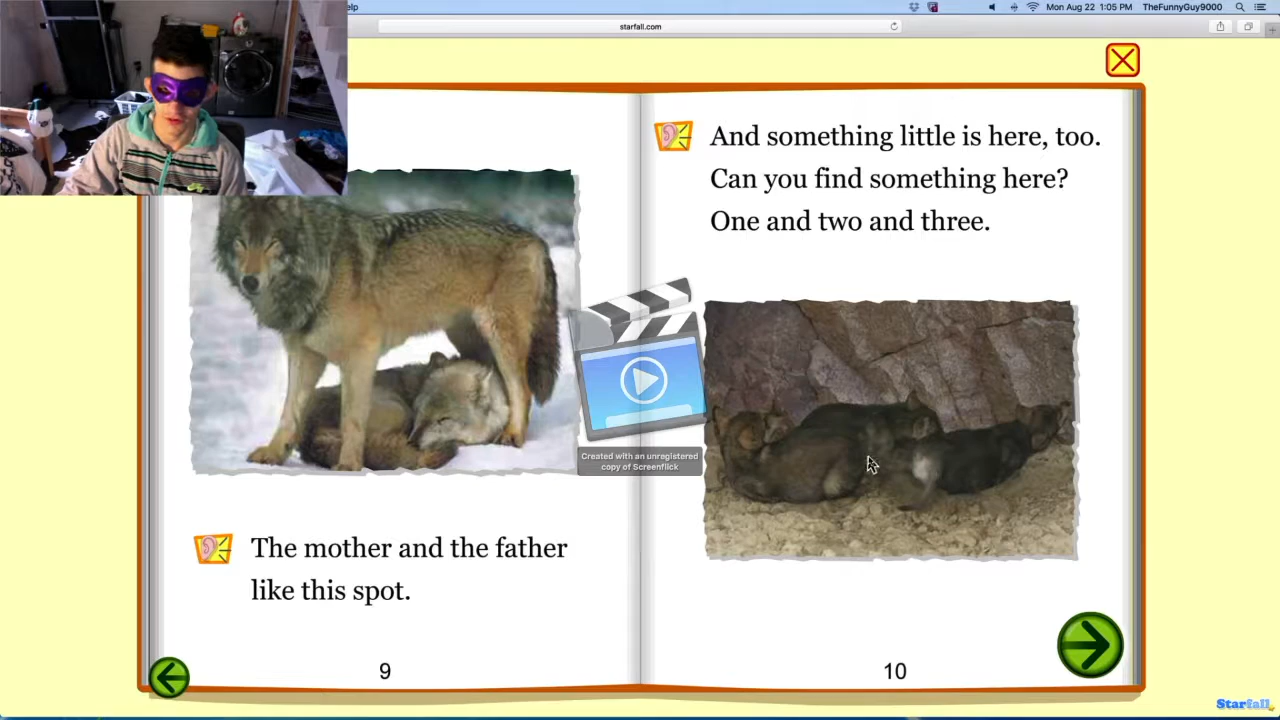 elp
Mon Aug 22 1:05 PM TheFunnyGuy9000
starfall.com
And something little is here, too.
Can you find something here?
One and two and three.
Created with an unregistered
copy of Screenflick
The mother and the father
like this spot.
9
10
Starfall